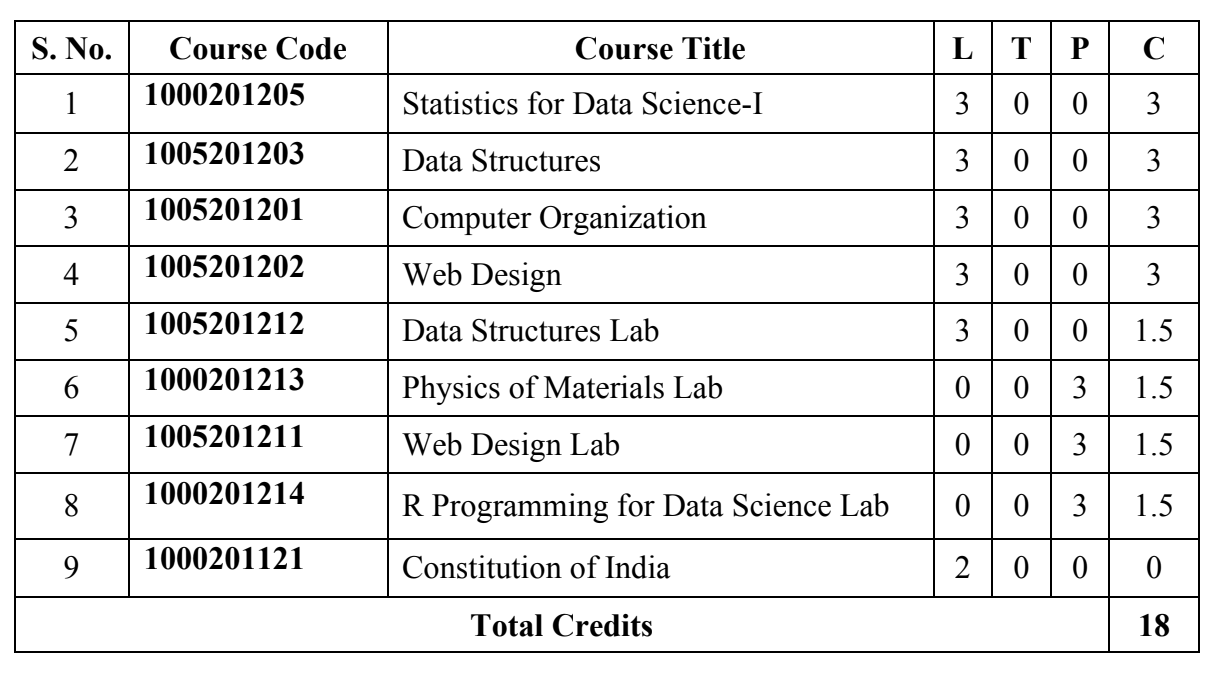 S. No. Course Code Course Title L T P C
1 1000201205 Statistics for Data Science-I 3 0 0 3
2 1005201203 Data Structures 3 0 0 3
3 1005201201 Computer Organization 3 0 0 3
4 1005201202 Web Design 3 0 0 3
5 1005201212 Data Structures Lab 3 0 0 1.5
6 1000201213 Physics of Materials Lab 0 0 3 1.5
7 1005201211 Web Design Lab 0 0 3 1.5
8 1000201214 R Programming for Data Science Lab 0 0 3 1.5
9 1000201121 Constitution of India 2 0 0 0
Total Credits 18